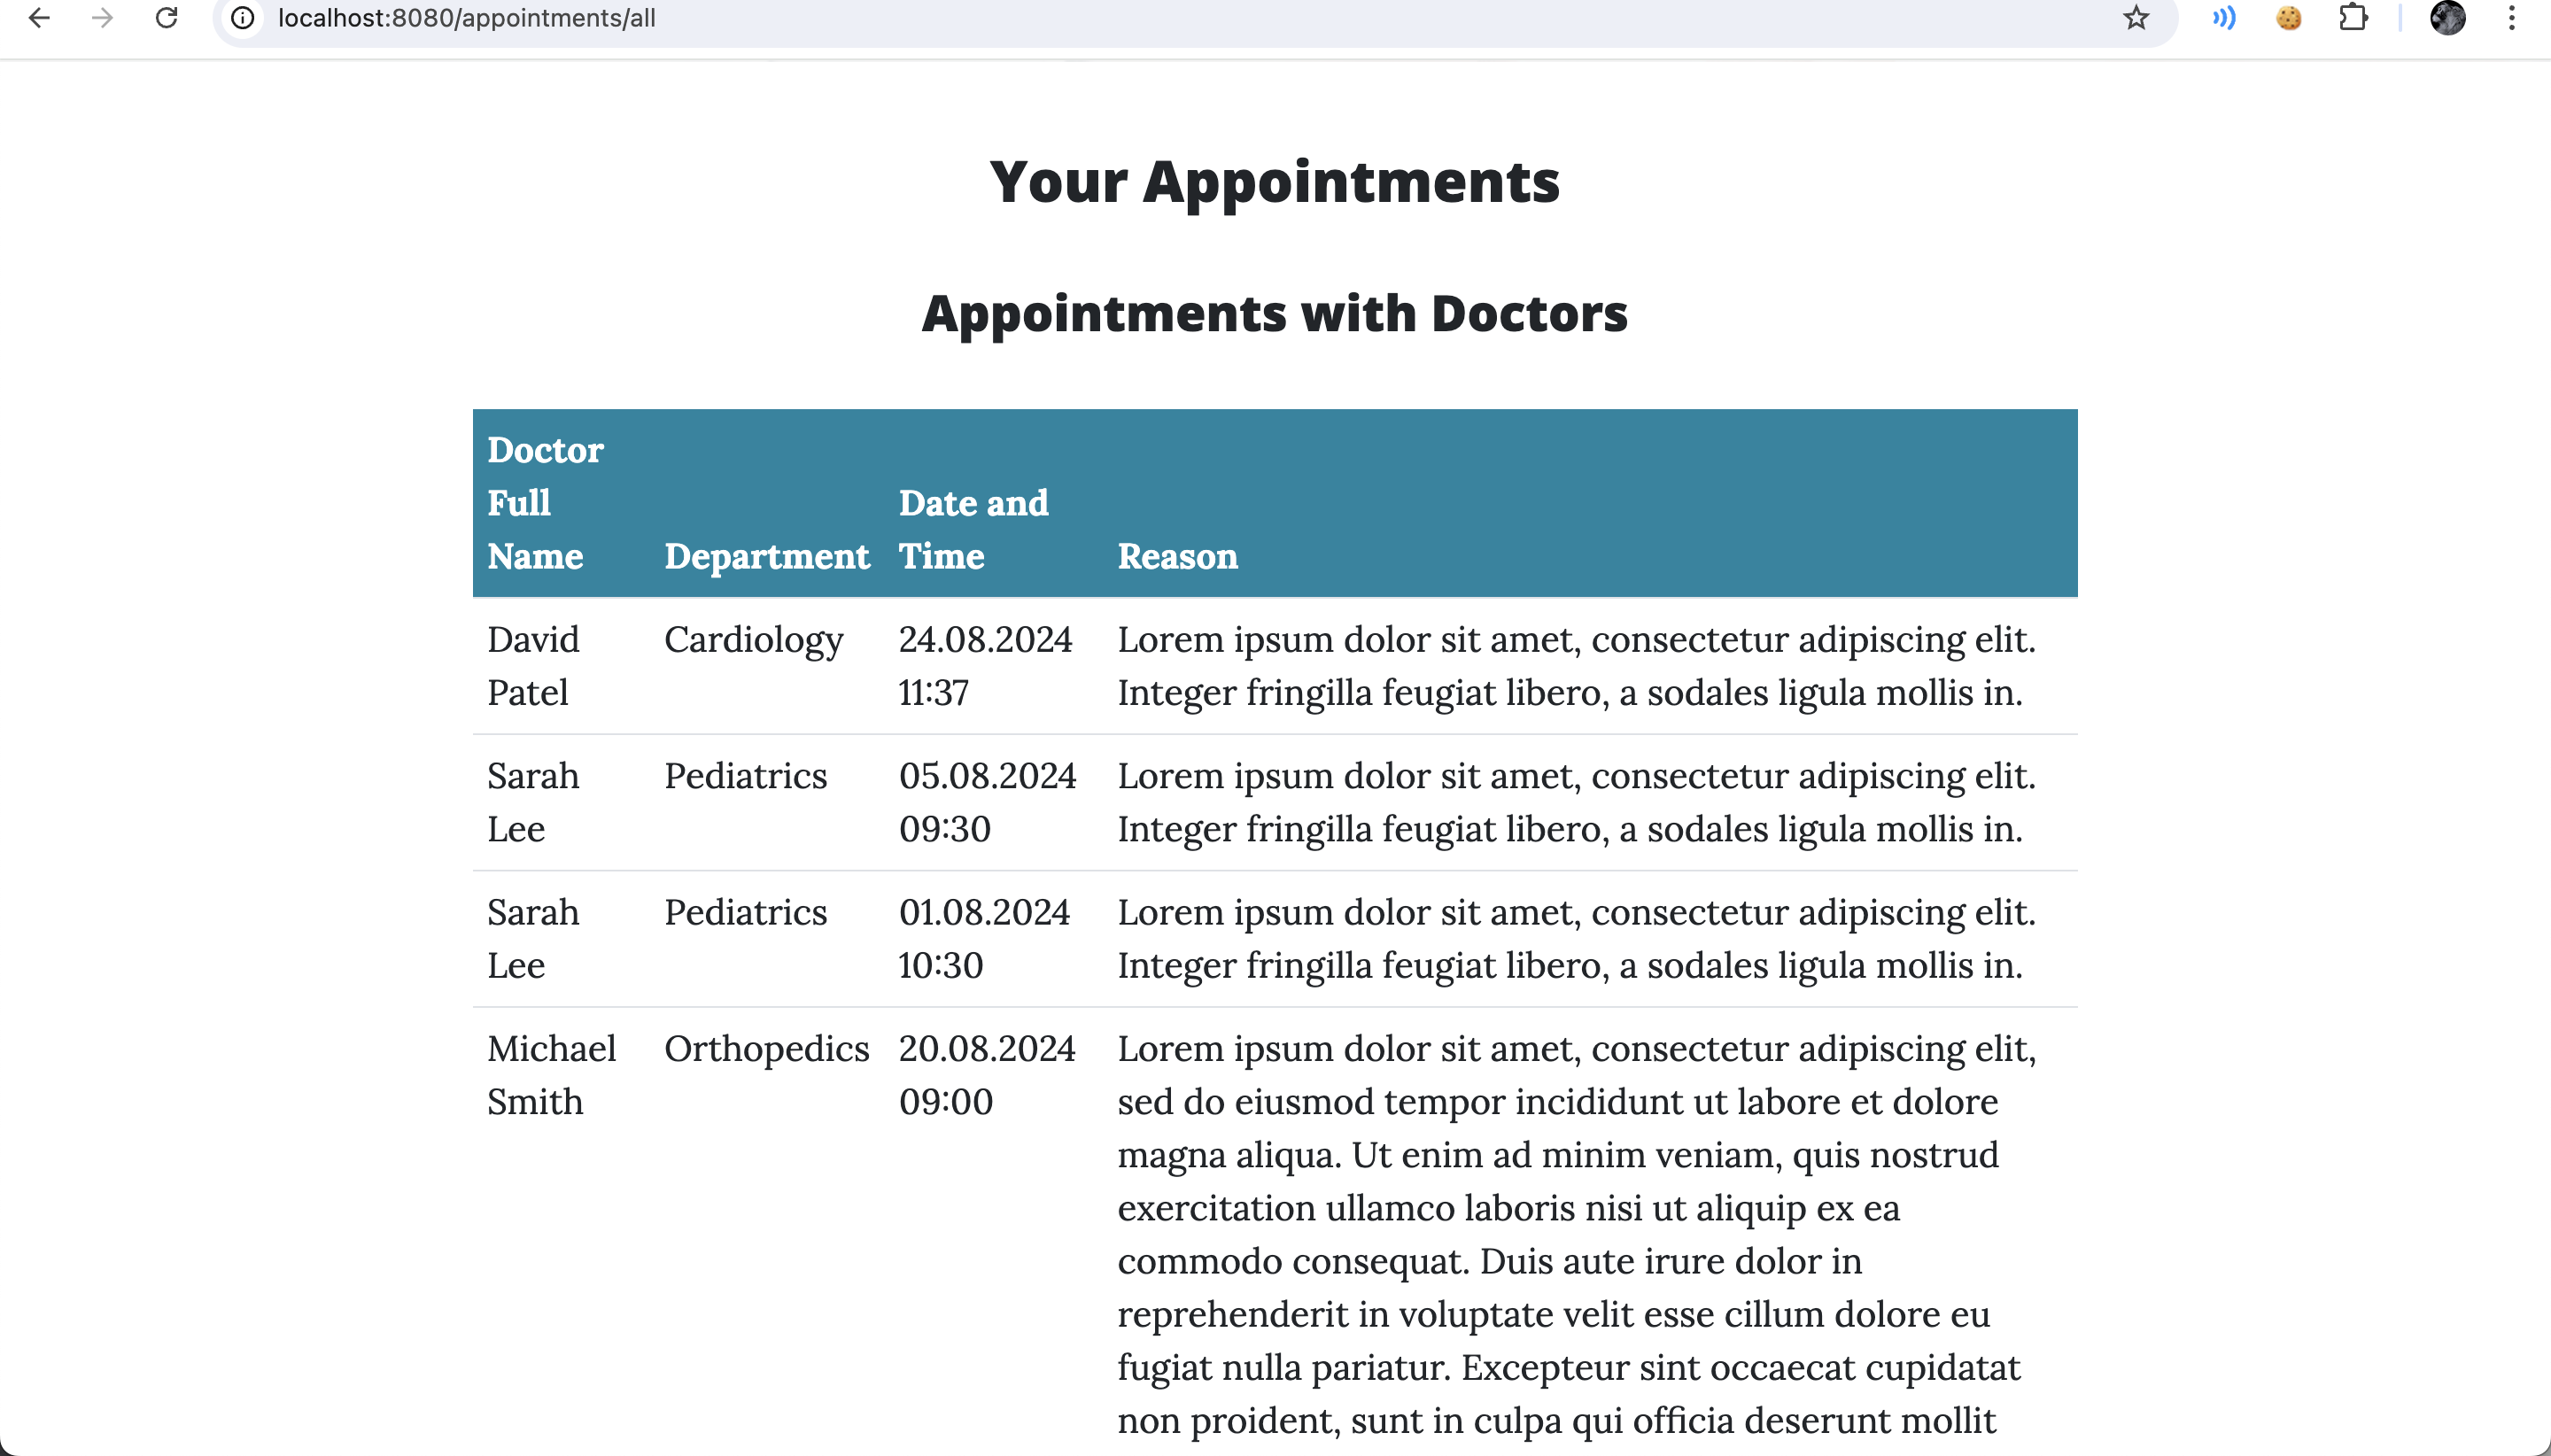 localhost:8080/appointments/all
Your Appointments
Appointments with Doctors
Doctor
Full
Name
Department
Date and
Time
Reason
David
Patel
Cardiology
24.08.2024
11:37
Lorem ipsum dolor sit amet, consectetur adipiscing elit.
Integer fringilla feugiat libero, a sodales ligula mollis in.
Sarah
Lee
Pediatrics
05.08.2024
09:30
Lorem ipsum dolor sit amet, consectetur adipiscing elit.
Integer fringilla feugiat libero, a sodales ligula mollis in.
Sarah
Lee
Pediatrics
01.08.2024
10:30
Lorem ipsum dolor sit amet, consectetur adipiscing elit.
Integer fringilla feugiat libero, a sodales ligula mollis in.
Michael
Smith
Orthopedics
20.08.2024
09:00
Lorem ipsum dolor sit amet, consectetur adipiscing elit,
sed do eiusmod tempor incididunt ut labore et dolore
magna aliqua. Ut enim ad minim veniam, quis nostrud
exercitation ullamco laboris nisi ut aliquip ex ea
commodo consequat. Duis aute irure dolor in
reprehenderit in voluptate velit esse cillum dolore eu
fugiat nulla pariatur. Excepteur sint occaecat cupidatat
non proident, sunt in culpa qui officia deserunt mollit